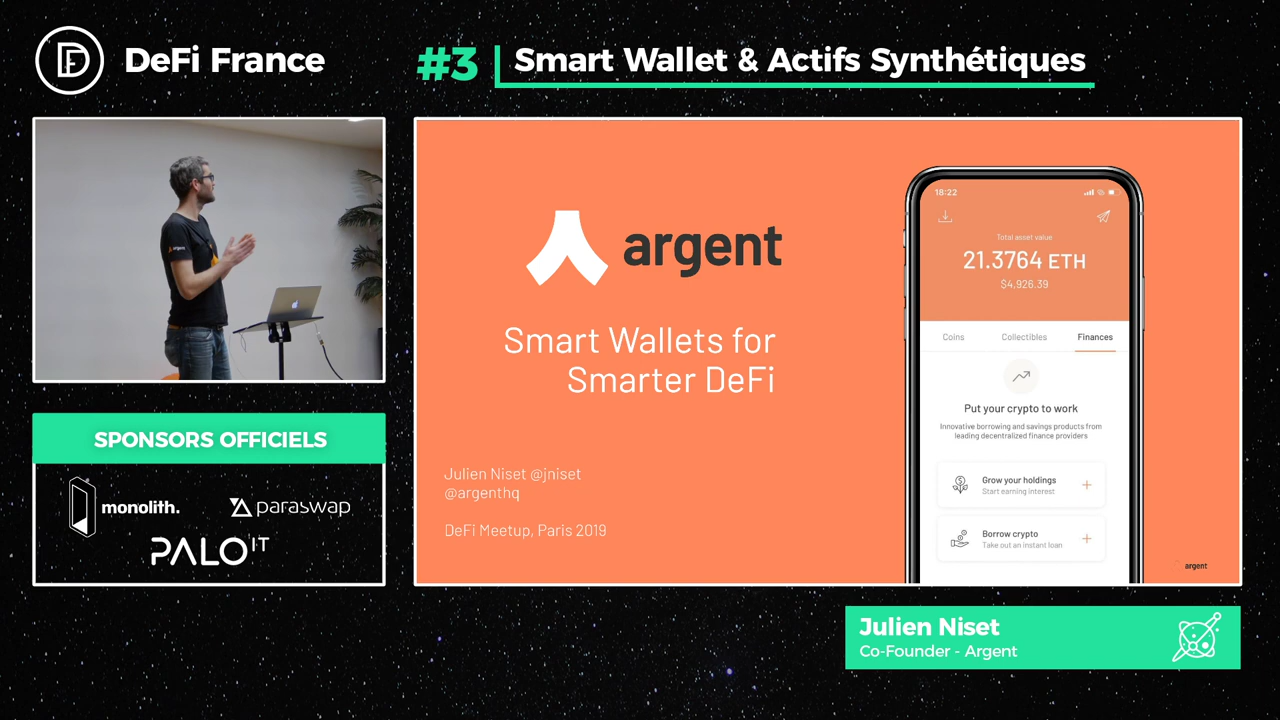 DeFi France
#3
Smart Wallet & Actifs Synthétiques
argent
SPONSORS OFFICIELS
monolith.
paraswap
PALO IT
argent
Smart Wallets for
Smarter DeFi
Julien Niset @jniset
@argenthq
DeFi Meetup, Paris 2019
18:22
Total asset value
21.3764 ETH
$4,926.39
Coins
Collectibles
Finances
Put your crypto to work
Innovative borrowing and savings products from
leading decentralized finance providers
Grow your holdings
Start earning interest
Borrow crypto
Take out an instant loan
argent
Julien Niset
Co-Founder - Argent